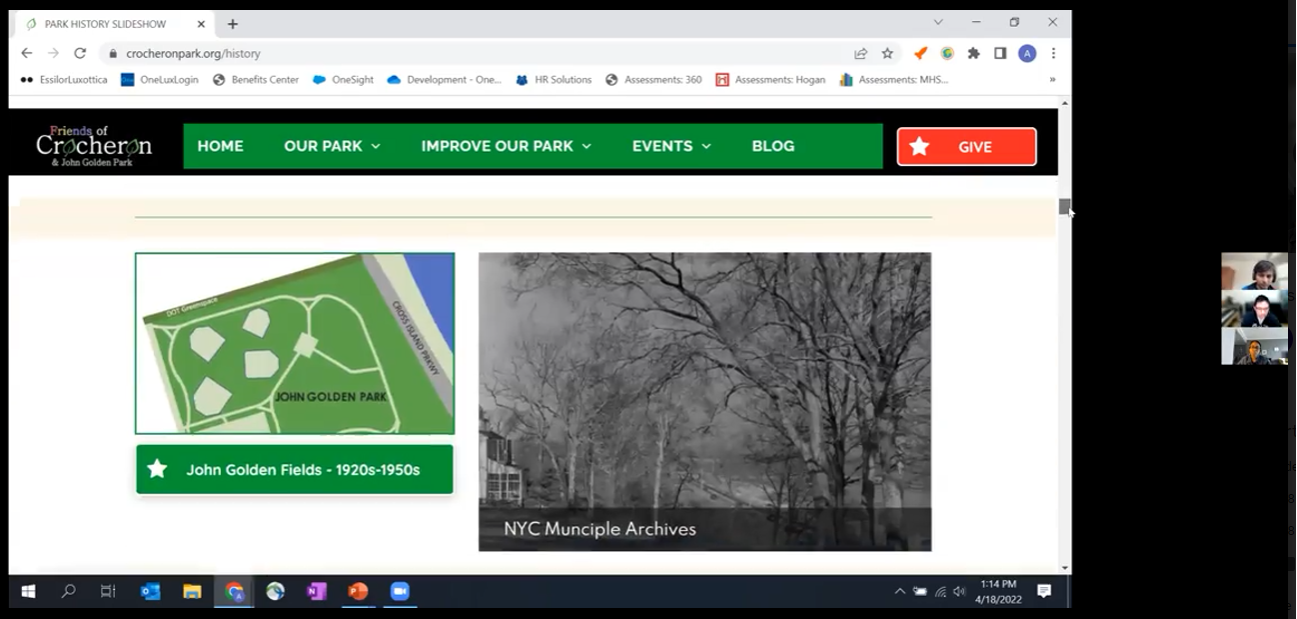 PARK HISTORY SLIDESHOW
crocheronpark.org/history
A
EssilorLuxottica
OneLuxLogin
Benefits Center
OneSight
Development - One...
HR Solutions
Assessments: 360
Assessments: Hogan
Assessments: MHS...
»
Friends of
Crocheron
& John Golden Park
HOME
OUR PARK
IMPROVE OUR PARK
EVENTS
BLOG
GIVE
DOT Greenspace
CROSS ISLAND PKWY
JOHN GOLDEN PARK
John Golden Fields - 1920s-1950s
NYC Munciple Archives
1:14 PM
4/18/2022